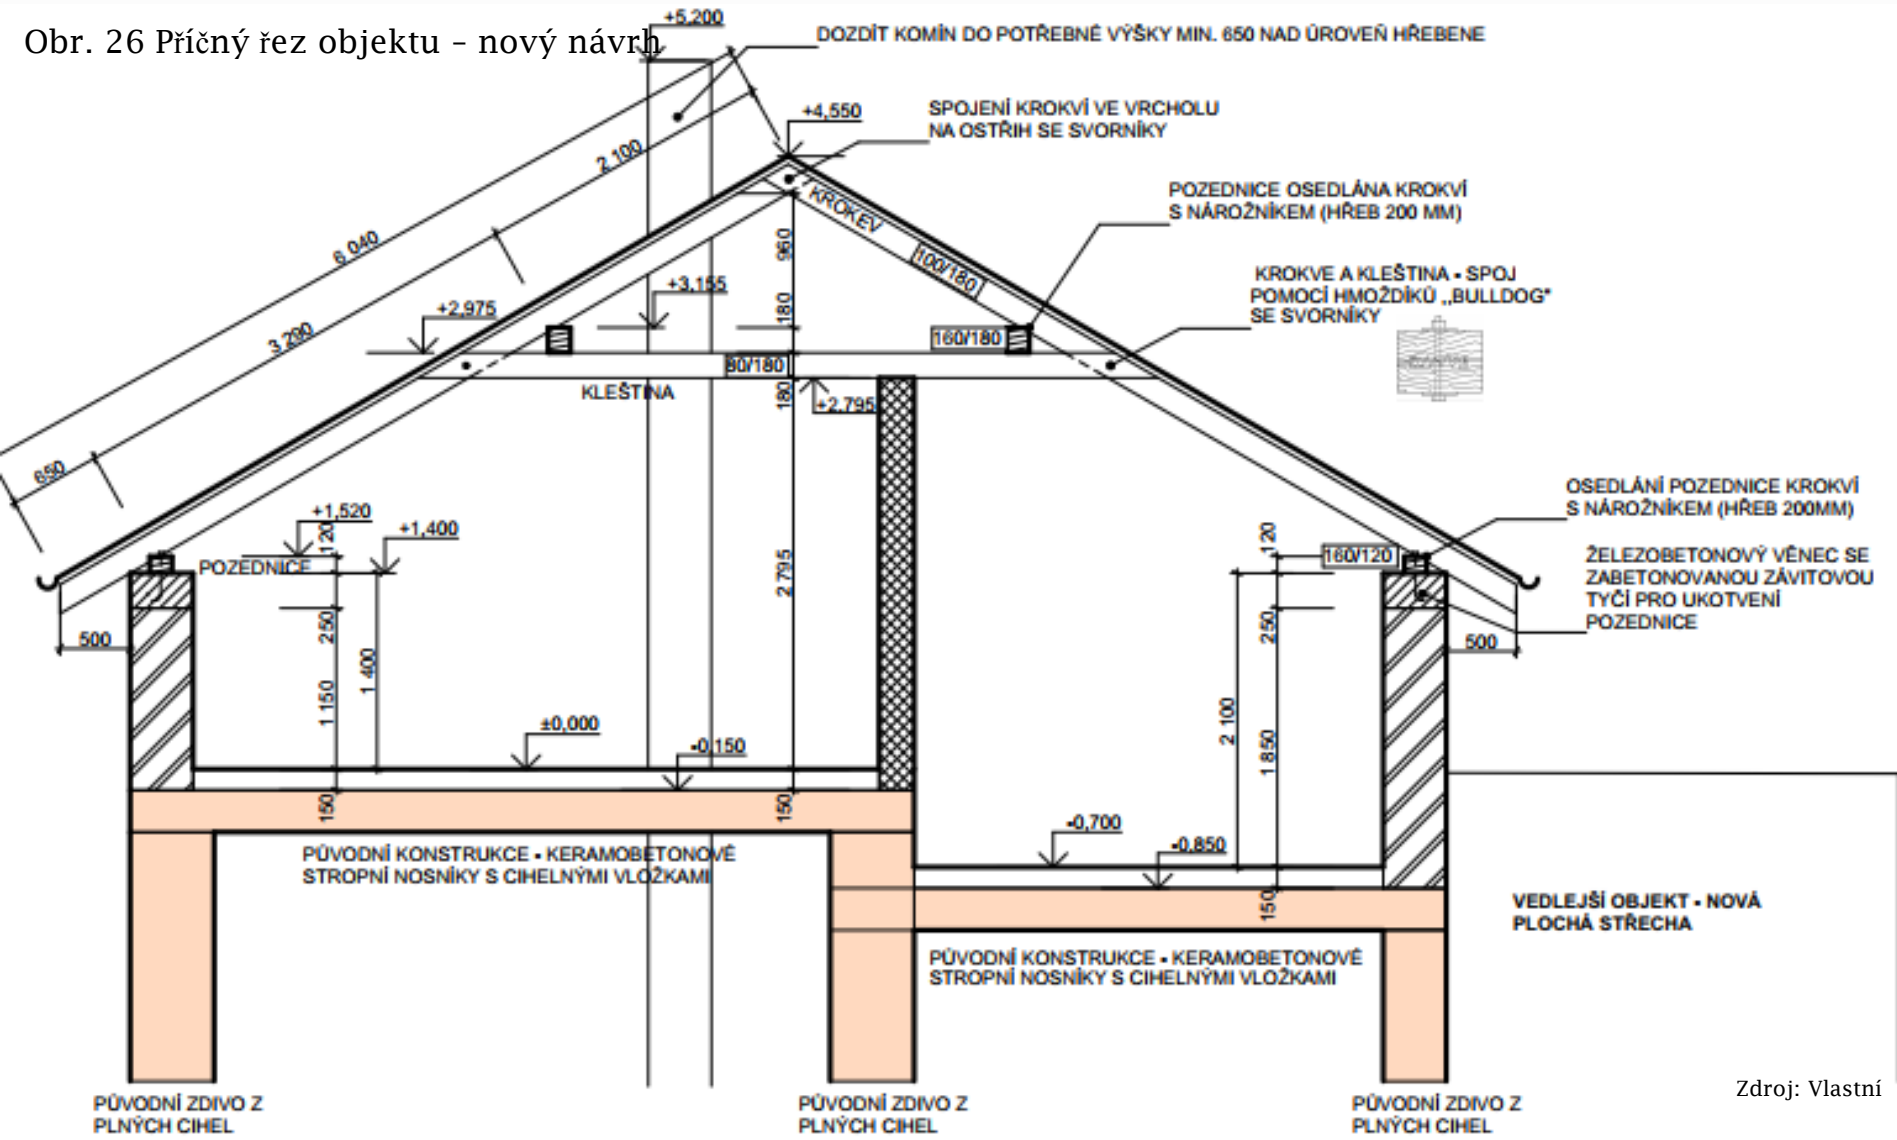 Obr. 26 Příčný řez objektu – nový návrh
+5,200
DOZDÍT KOMÍN DO POTŘEBNÉ VÝŠKY MIN. 650 NAD ÚROVEŇ HŘEBENE
+4,550
SPOJENÍ KROKVÍ VE VRCHOLU
NA OSTŘIH SE SVORNÍKY
2 100
POZEDNICE OSEDLÁNA KROKVÍ
S NÁROŽNÍKEM (HŘEB 200 MM)
KROKEV
6 040
960
100/180
KROKVE A KLEŠTINA - SPOJ
POMOCÍ HMOŽDÍKŮ ,,BULLDOG"
SE SVORNÍKY
+3,155
+2,975
180
3 290
160/180
80/180
KLEŠTINA
180
+2,795
650
OSEDLÁNÍ POZEDNICE KROKVÍ
S NÁROŽNÍKEM (HŘEB 200MM)
+1,520
120
+1,400
120
160/120
POZEDNICE
2 795
ŽELEZOBETONOVÝ VĚNEC SE
ZABETONOVANOU ZÁVITOVOU
TYČÍ PRO UKOTVENÍ
POZEDNICE
500
250
1 400
250
500
1 150
±0,000
-0,150
2 100
1 850
150
150
-0,700
-0,850
PŮVODNÍ KONSTRUKCE - KERAMOBETONOVÉ
STROPNÍ NOSNÍKY S CIHELNÝMI VLOŽKAMI
150
VEDLEJŠÍ OBJEKT - NOVÁ
PLOCHÁ STŘECHA
PŮVODNÍ KONSTRUKCE - KERAMOBETONOVÉ
STROPNÍ NOSNÍKY S CIHELNÝMI VLOŽKAMI
PŮVODNÍ ZDIVO Z
PLNÝCH CIHEL
PŮVODNÍ ZDIVO Z
PLNÝCH CIHEL
PŮVODNÍ ZDIVO Z
PLNÝCH CIHEL
Zdroj: Vlastní